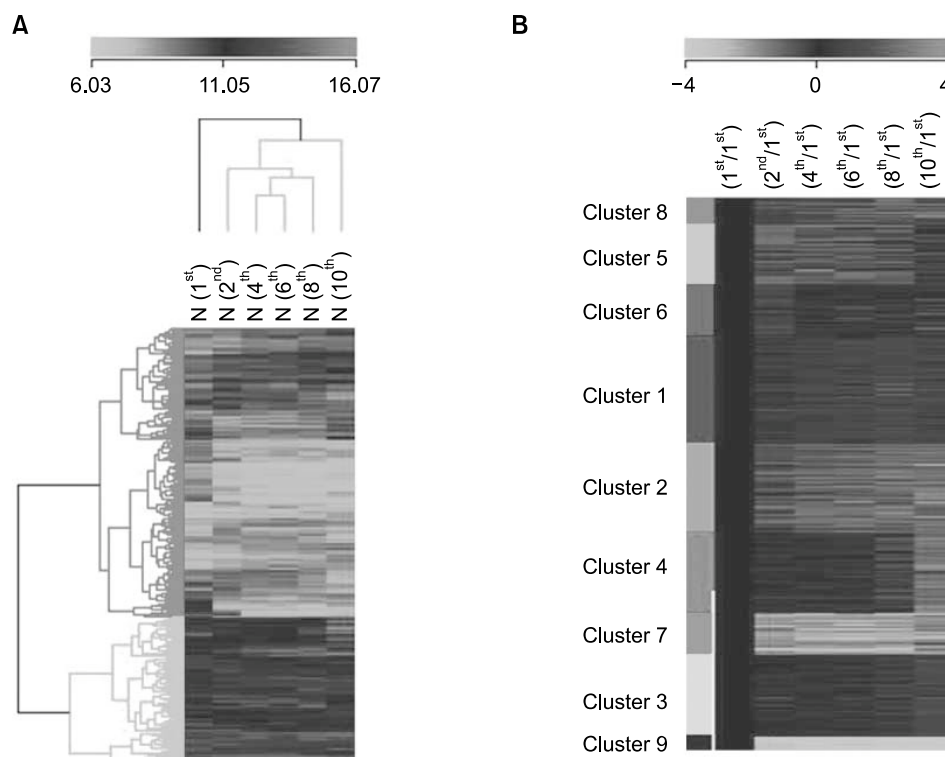 A
6.03 11.05 16.07
N (1st)
N (2nd)
N (4th)
N (6th)
N (8th)
N (10th)
B
−4 0 4
(1st/1st)
(2nd/1st)
(4th/1st)
(6th/1st)
(8th/1st)
(10th/1st)
Cluster 8
Cluster 5
Cluster 6
Cluster 1
Cluster 2
Cluster 4
Cluster 7
Cluster 3
Cluster 9